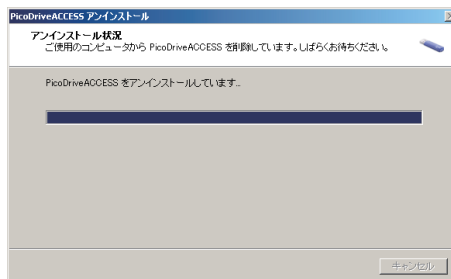 PicoDriveACCESS アンインストール
アンインストール状況
ご使用のコンピュータから PicoDriveACCESS を削除しています。しばらくお待ちください。
PicoDriveACCESS をアンインストールしています...
キャンセル